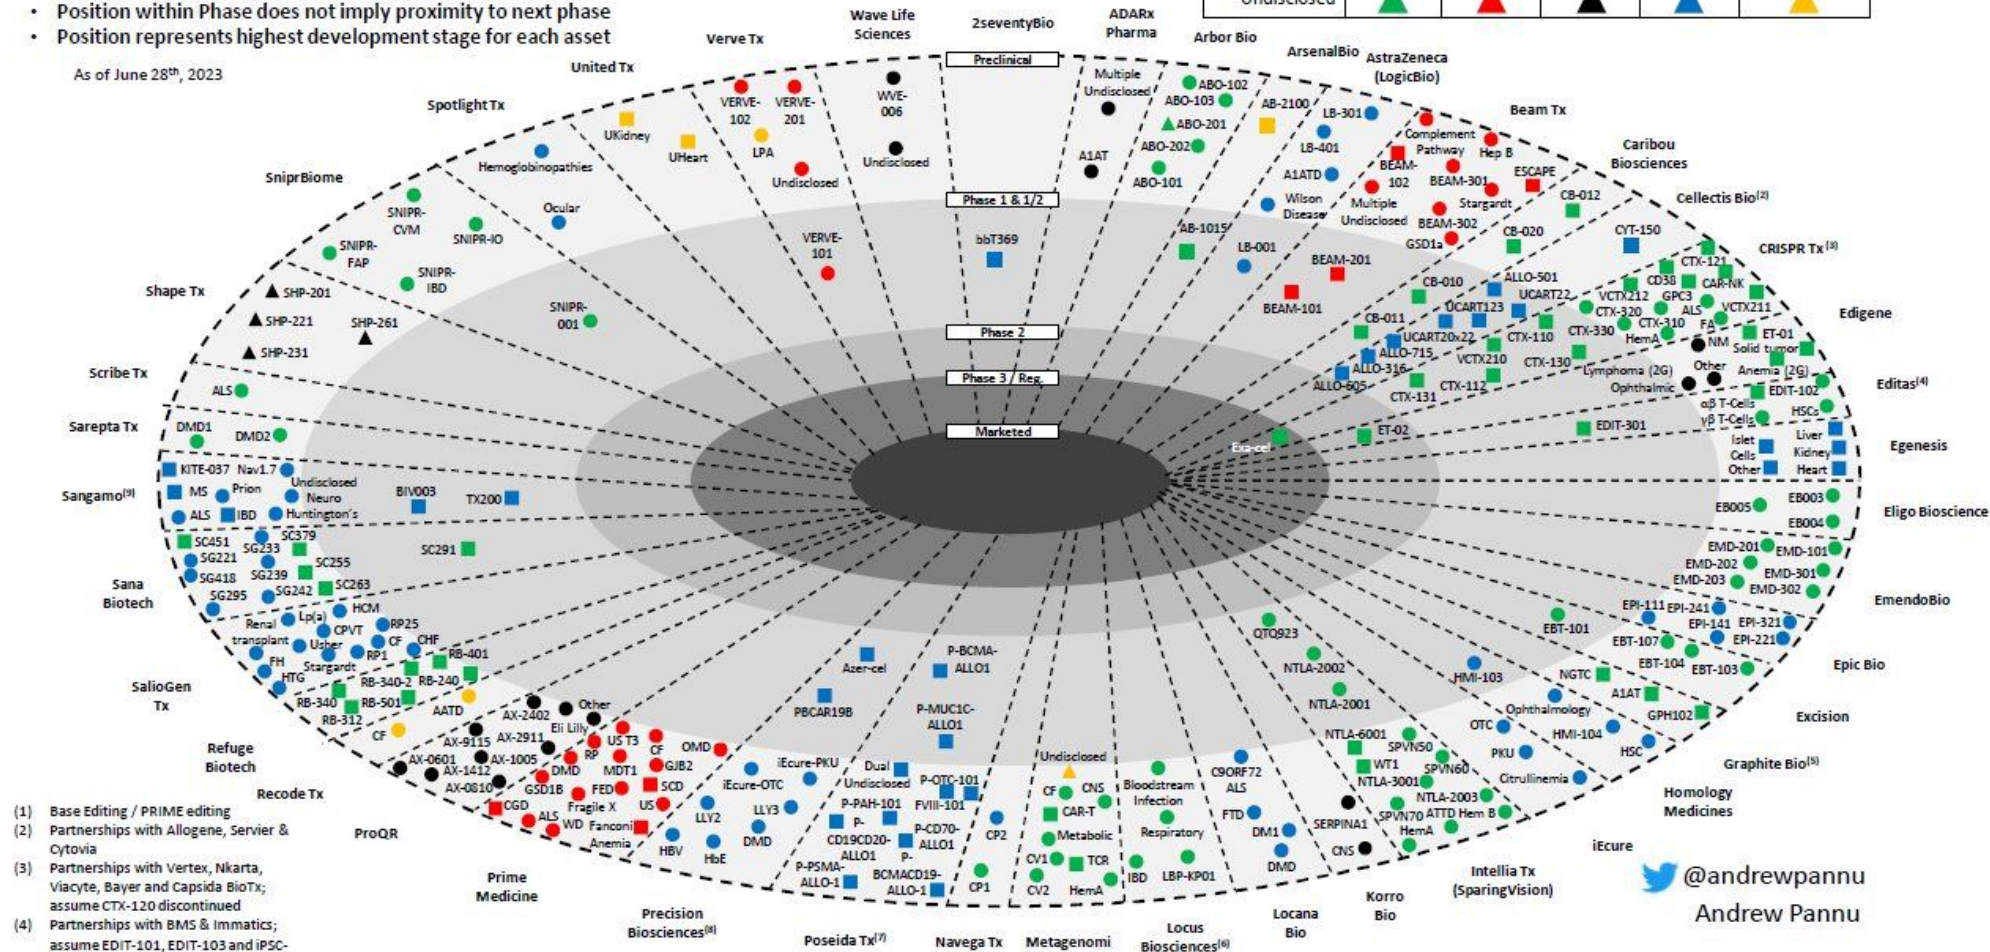 • Position within Phase does not imply proximity to next phase
• Position represents highest development stage for each asset
As of June 28th, 2023
Undisclosed
Preclinical
Phase 1 & 1/2
Phase 2
Phase 3 / Reg.
Marketed
2seventyBio
bbT369
ADARx
Pharma
Multiple
Undisclosed
A1AT
Arbor Bio
ABO-102
ABO-103
ABO-201
ABO-202
ABO-101
ArsenalBio
AB-2100
AB-1015
AstraZeneca
(LogicBio)
LB-301
LB-401
A1ATD
Wilson
Disease
LB-001
Beam Tx
Complement
Pathway
Hep B
BEAM-
102
BEAM-301
ESCAPE
Multiple
Undisclosed
Stargardt
BEAM-302
GSD1a
BEAM-201
BEAM-101
Caribou
Biosciences
CB-012
CB-020
CB-010
CB-011
Cellectis Bio(2)
CYT-150
ALLO-501
UCART22
UCART123
UCART20x22
ALLO-715
ALLO-316
ALLO-605
CRISPR Tx(3)
CTX-121
CD38
CAR-NK
VCTX212
GPC3
VCTX211
CTX-320
ALS
CTX-330
CTX-310
FA
HemA
CTX-110
VCTX210
CTX-130
CTX-112
CTX-131
Exa-cel
Edigene
ET-01
NM
Solid tumor
Lymphoma (2G)
Other
Anemia (2G)
Ophthalmic
ET-02
Editas(4)
EDIT-102
αβ T-Cells
HSCs
γβ T-Cells
EDIT-301
Egenesis
Islet
Cells
Liver
Kidney
Other
Heart
Eligo Bioscience
EB003
EB005
EB004
EmendoBio
EMD-201
EMD-101
EMD-202
EMD-301
EMD-203
EMD-302
Epic Bio
EPI-111
EPI-241
EPI-141
EPI-321
EPI-221
Excision
EBT-101
EBT-107
EBT-104
EBT-103
Graphite Bio(5)
NGTC
A1AT
GPH102
Homology
Medicines
HMI-103
Ophthalmology
HMI-104
HSC
iEcure
OTC
PKU
Citrullinemia
Intellia Tx
(SparingVision)
QTQ923
NTLA-2002
NTLA-2001
NTLA-6001
SPVN50
WT1
SPVN60
NTLA-3001
NTLA-2003
SPVN70
ATTD
Hem B
HemA
Korro
Bio
SERPINA1
CNS
Locana
Bio
C9ORF72
ALS
FTD
DM1
DMD
Locus
Biosciences(6)
Bloodstream
Infection
Respiratory
IBD
LBP-KP01
Metagenomi
Undisclosed
CF
CNS
CAR-T
Metabolic
CV1
TCR
CV2
HemA
Navega Tx
CP2
CP1
Poseida Tx(7)
P-BCMA-
ALLO1
P-MUC1C-
ALLO1
Dual
Undisclosed
P-OTC-101
P-PAH-101
FVIII-101
P-
CD19CD20-
ALLO1
P-CD70-
ALLO1
P-PSMA-
ALLO-1
P-
BCMACD19-
ALLO-1
Precision
Biosciences(8)
Azer-cel
PBCAR19B
iEcure-PKU
iEcure-OTC
LLY2
LLY3
HBV
HbE
DMD
Prime
Medicine
US T3
CF
OMD
RP
GJB2
DMD
MDT1
GSD1B
FED
SCD
CGD
Fragile X
US
ALS
WD
Fanconi
Anemia
ProQR
AX-2402
Other
Eli Lilly
AX-9115
AX-2911
AX-0601
AX-1005
AX-1412
AX-0810
Recode Tx
AATD
CF
Refuge
Biotech
RB-401
RB-340-2
RB-240
RB-340
RB-501
RB-312
SalioGen
Tx
HCM
Renal
transplant
Lp(a)
CPVT
RP25
Usher
CF
CHF
Stargardt
RP1
FH
HTG
Sana
Biotech
SC451
SC379
SG233
SG221
SC255
SG418
SG239
SC263
SG295
SG242
SC291
Sangamo(9)
KITE-037
Nav1.7
MS
Prion
Undisclosed
Neuro
ALS
IBD
Huntington's
BIV003
TX200
Sarepta Tx
DMD1
DMD2
Scribe Tx
ALS
Shape Tx
SHP-201
SHP-221
SHP-261
SHP-231
SniprBiome
SNIPR-
CVM
SNIPR-IO
SNIPR-
FAP
SNIPR-
IBD
SNIPR-
001
Spotlight Tx
Hemoglobinopathies
Ocular
United Tx
UKidney
UHeart
Verve Tx
VERVE-
102
VERVE-
201
LPA
Undisclosed
VERVE-
101
Wave Life
Sciences
WVE-
006
Undisclosed
(1) Base Editing / PRIME editing
(2) Partnerships with Allogene, Servier &
Cytovia
(3) Partnerships with Vertex, Nkarta,
Viacyte, Bayer and Capsida BioTx;
assume CTX-120 discontinued
(4) Partnerships with BMS & Immatics;
assume EDIT-101, EDIT-103 and iPSC-
@andrewpannu
Andrew Pannu